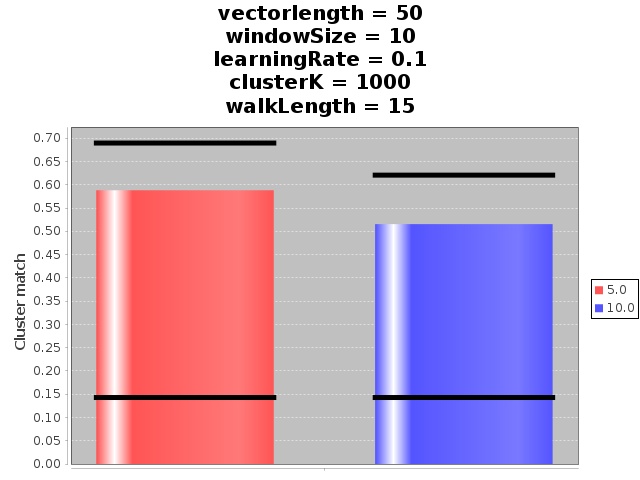 vectorlength = 50
windowSize = 10
learningRate = 0.1
clusterK = 1000
walkLength = 15
0.70
0.65
0.60
0.55
0.50
0.45
0.40
0.35
0.30
0.25
0.20
0.15
0.10
0.05
0.00
Cluster match
5.0
10.0